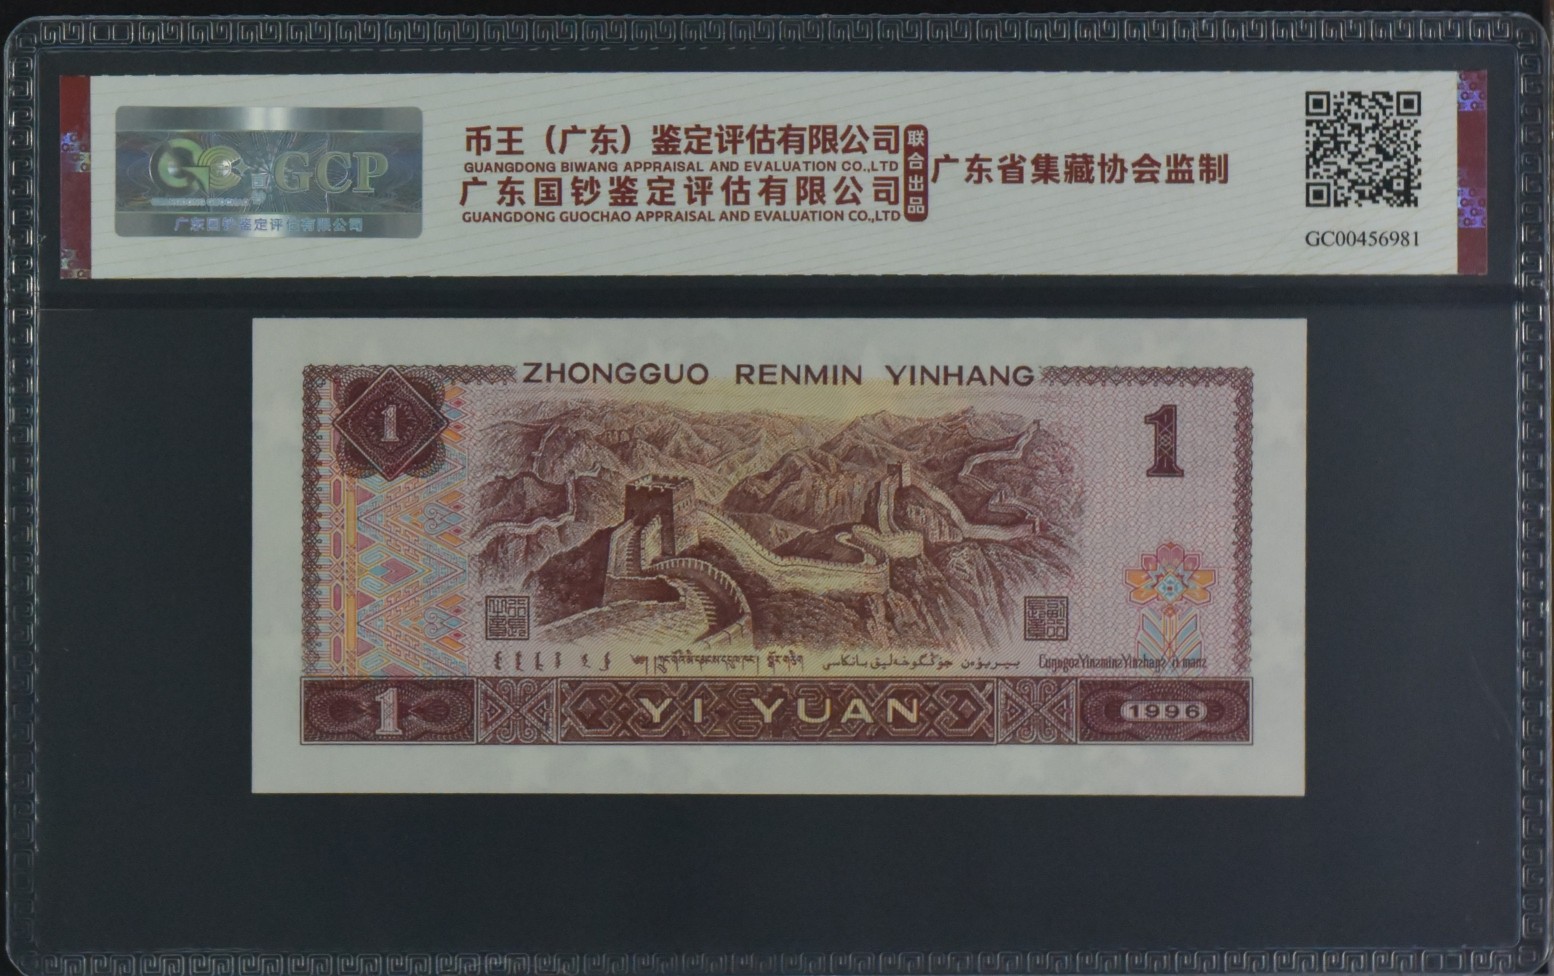 GCP
广东国钞鉴定评估有限公司
币王（广东）鉴定评估有限公司
GUANGDONG BIWANG APPRAISAL AND EVALUATION CO.,LTD
广东国钞鉴定评估有限公司
GUANGDONG GUOCHAO APPRAISAL AND EVALUATION CO.,LTD
联合出品
广东省集藏协会监制
GC00456981
ZHONGGUO RENMIN YINHANG
1
1
1
YI YUAN
1996